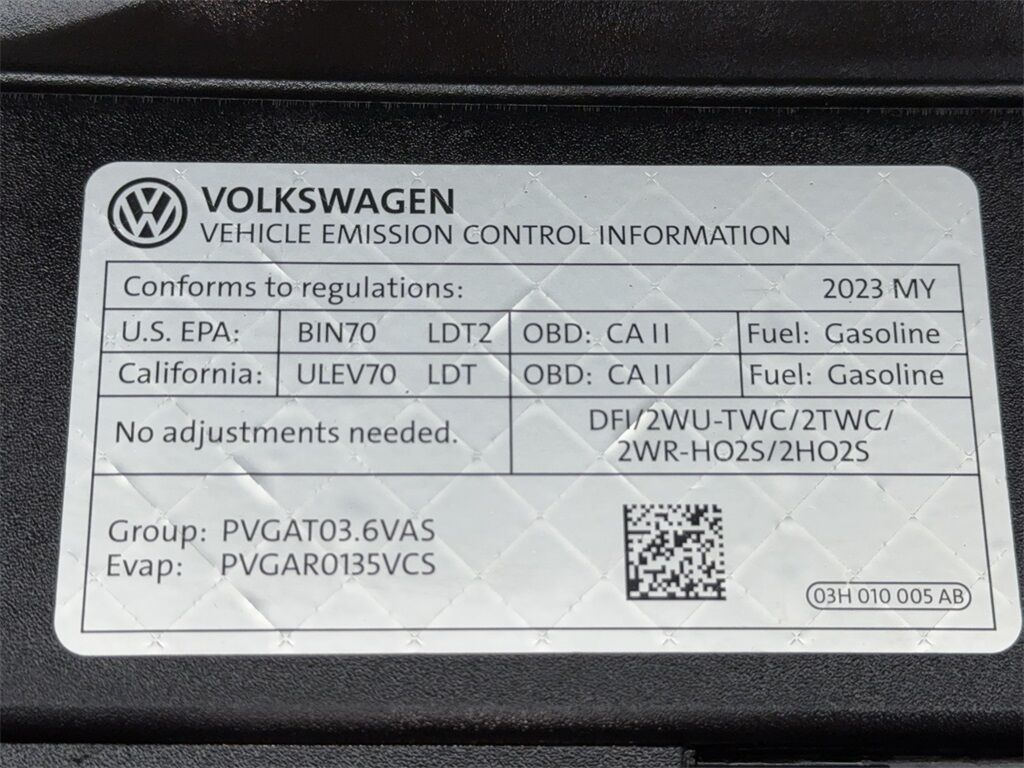 VOLKSWAGEN
VEHICLE EMISSION CONTROL INFORMATION
Conforms to regulations: 2023 MY
U.S. EPA: BIN70 LDT2 OBD: CA II Fuel: Gasoline
California: ULEV70 LDT OBD: CA II Fuel: Gasoline
No adjustments needed.
DFI/2WU-TWC/2TWC/
2WR-HO2S/2HO2S
Group: PVGAT03.6VAS
Evap: PVGAR0135VCS
03H 010 005 AB